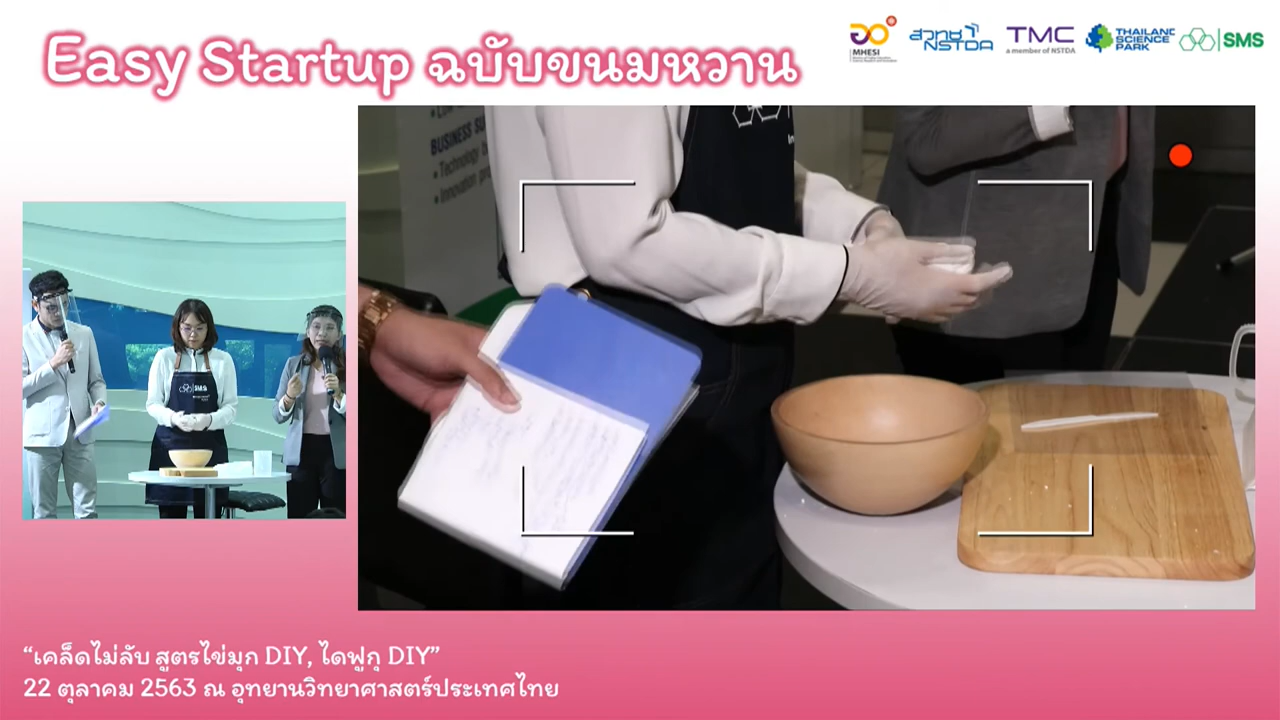 Easy Startup ฉบับขนมหวาน
MHESI
สวทช
NSTDA
TMC
a member of NSTDA
THAILAND
SCIENCE
PARK
SMS
BUSINESS SU
• Technology b
• Innovation pro
SMS
“เคล็ดไม่ลับ สูตรไข่มุก DIY, ไดฟูกุ DIY”
22 ตุลาคม 2563 ณ อุทยานวิทยาศาสตร์ประเทศไทย